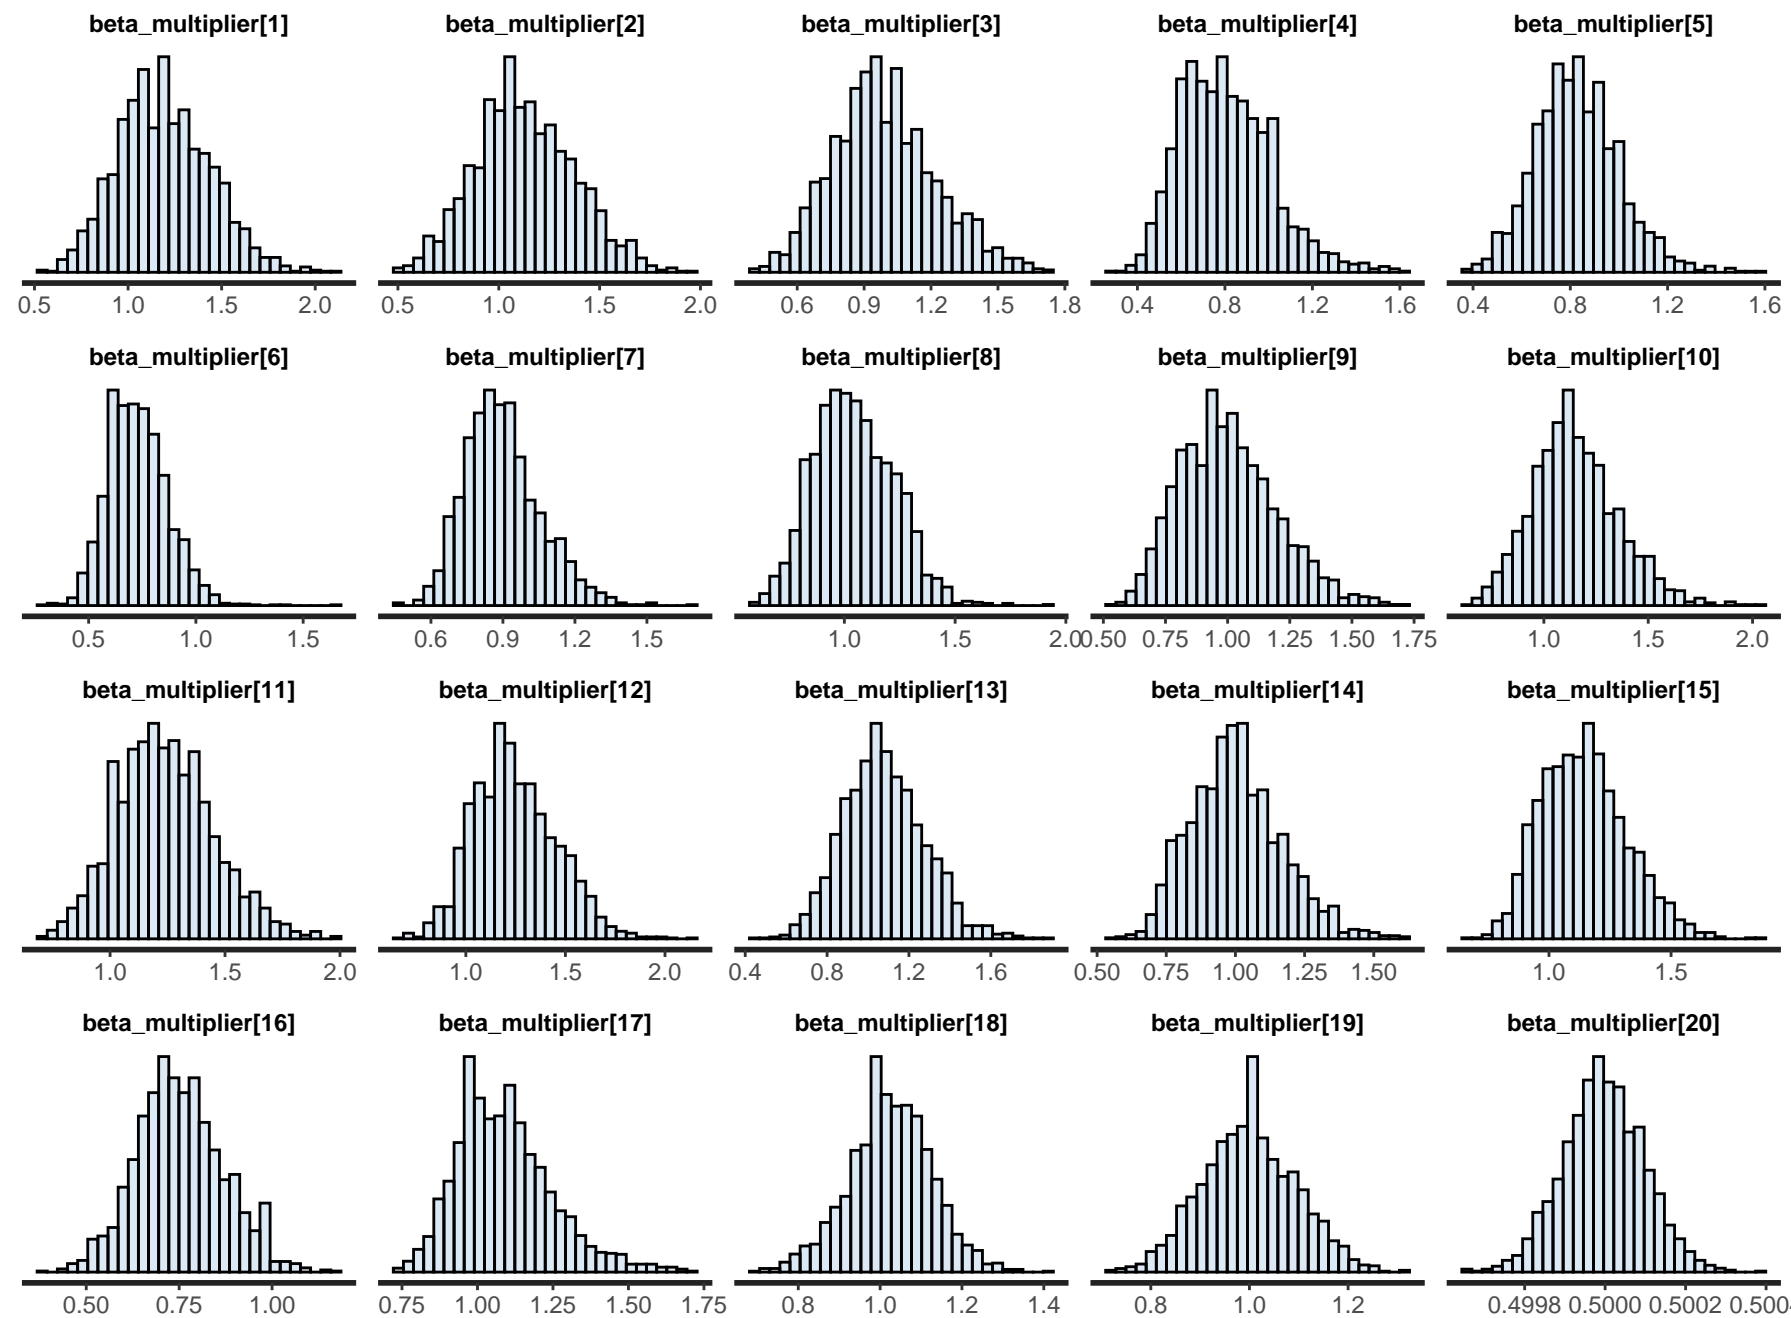 beta_multiplier[1] beta_multiplier[2] beta_multiplier[3] beta_multiplier[4] beta_multiplier[5]
0.5 1.0 1.5 2.0 0.5 1.0 1.5 2.0 0.6 0.9 1.2 1.5 1.8 0.4 0.8 1.2 1.6 0.4 0.8 1.2 1.6
beta_multiplier[6] beta_multiplier[7] beta_multiplier[8] beta_multiplier[9] beta_multiplier[10]
0.5 1.0 1.5 0.6 0.9 1.2 1.5 1.0 1.5 2.0 0.50 0.75 1.00 1.25 1.50 1.75 1.0 1.5 2.0
beta_multiplier[11] beta_multiplier[12] beta_multiplier[13] beta_multiplier[14] beta_multiplier[15]
1.0 1.5 2.0 1.0 1.5 2.0 0.4 0.8 1.2 1.6 0.50 0.75 1.00 1.25 1.50 1.0 1.5
beta_multiplier[16] beta_multiplier[17] beta_multiplier[18] beta_multiplier[19] beta_multiplier[20]
0.50 0.75 1.00 0.75 1.00 1.25 1.50 1.75 0.8 1.0 1.2 1.4 0.8 1.0 1.2 0.4998 0.5000 0.5002